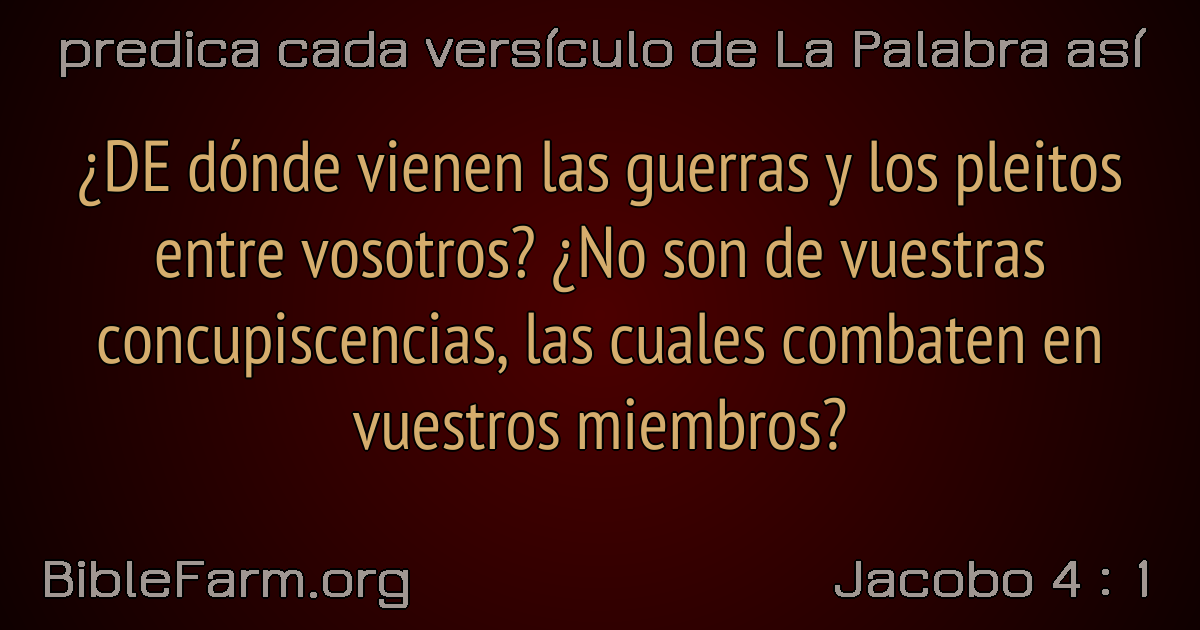 predica cada versículo de La Palabra así
¿DE dónde vienen las guerras y los pleitos
entre vosotros? ¿No son de vuestras
concupiscencias, las cuales combaten en
vuestros miembros?
BibleFarm.org
Jacobo 4 : 1